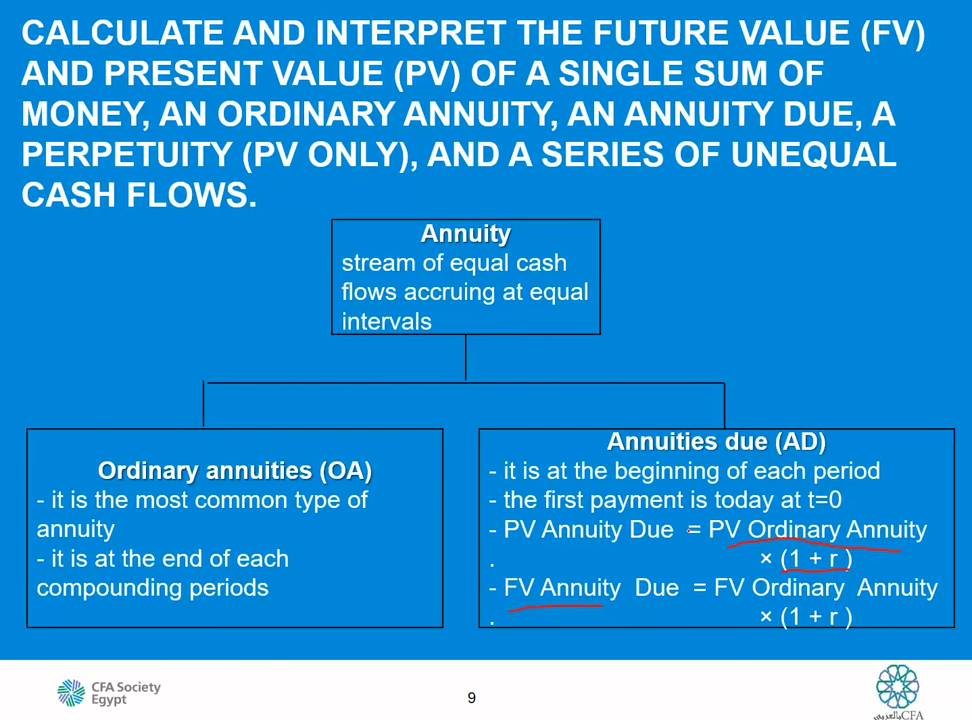 CALCULATE AND INTERPRET THE FUTURE VALUE (FV)
AND PRESENT VALUE (PV) OF A SINGLE SUM OF
MONEY, AN ORDINARY ANNUITY, AN ANNUITY DUE, A
PERPETUITY (PV ONLY), AND A SERIES OF UNEQUAL
CASH FLOWS.
Annuity
stream of equal cash
flows accruing at equal
intervals
Ordinary annuities (OA)
- it is the most common type of
annuity
- it is at the end of each
compounding periods
Annuities due (AD)
- it is at the beginning of each period
- the first payment is today at t=0
- PV Annuity Due = PV Ordinary Annuity
. × (1 + r )
- FV Annuity Due = FV Ordinary Annuity
. × (1 + r )
CFA Society
Egypt
9
CFA بالعربي